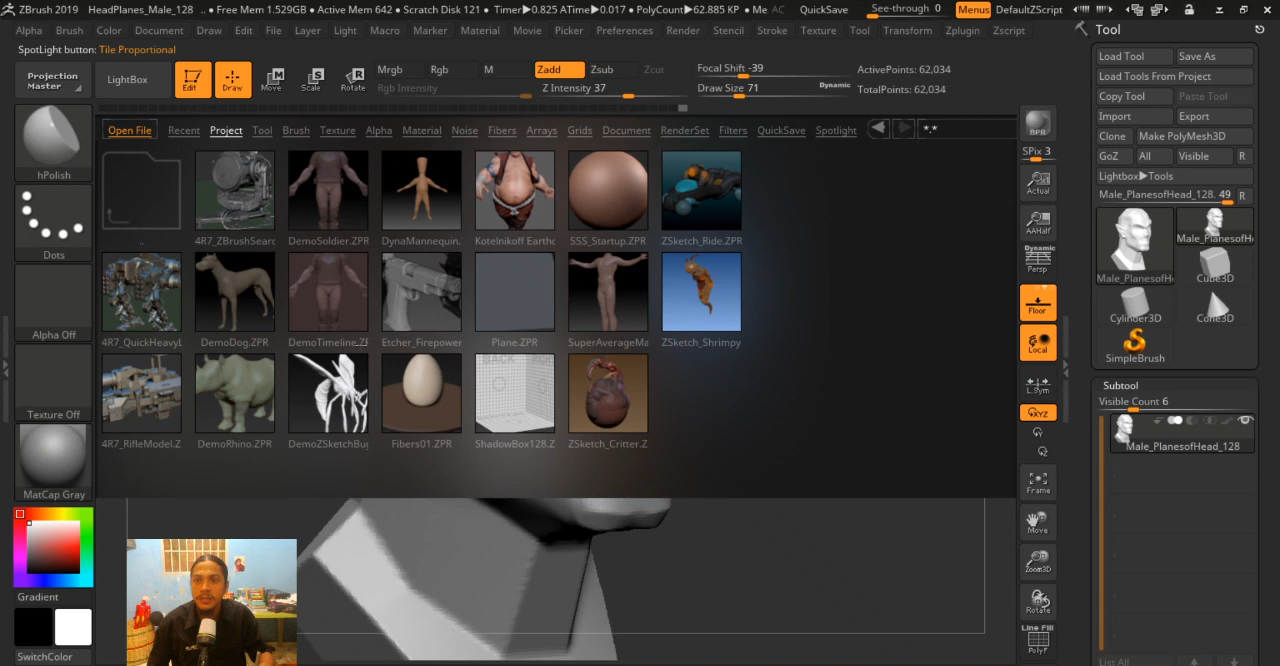 ZBrush 2019 HeadPlanes_Male_128 .. • Free Mem 1.529GB • Active Mem 642 • Scratch Disk 121 • Timer▶0.825 ATime▶0.017 • PolyCount▶62.885 KP • Me AC QuickSave See-through 0 Menus DefaultZScript
Alpha Brush Color Document Draw Edit File Layer Light Macro Marker Material Movie Picker Preferences Render Stencil Stroke Texture Tool Transform Zplugin Zscript
SpotLight button: Tile Proportional
Projection Master
LightBox
Edit
Draw
M
Move
S
Scale
R
Rotate
Mrgb Rgb M Zadd Zsub Zcut
Rgb Intensity Z Intensity 37
Focal Shift -39
Draw Size 71 Dynamic
ActivePoints: 62,034
TotalPoints: 62,034
Open File Recent Project Tool Brush Texture Alpha Material Noise Fibers Arrays Grids Document RenderSet Filters QuickSave Spotlight *.*
.. 4R7_ZBrushSearc DemoSoldier.ZPR DynaMannequin. Kotelnikoff Eartho SSS_Startup.ZPR ZSketch_Ride.ZPR
4R7_QuickHeavyL DemoDog.ZPR DemoTimeline.ZF Etcher_Firepower Plane.ZPR SuperAverageMa ZSketch_Shrimpy
4R7_RifleModel.Z DemoRhino.ZPR DemoZSketchBug Fibers01.ZPR ShadowBox128.Z ZSketch_Critter.Z
hPolish
Dots
Alpha Off
Texture Off
MatCap Gray
Gradient
SwitchColor
BPR
SPix 3
Actual
AAHalf
Dynamic
Persp
Floor
Local
L.Sym
XYZ
Frame
Move
Zoom3D
Rotate
Line Fill
PolyF
Tool
Load Tool Save As
Load Tools From Project
Copy Tool Paste Tool
Import Export
Clone Make PolyMesh3D
GoZ All Visible R
Lightbox▶Tools
Male_PlanesofHead_128. 49 R
Male_PlanesofHe
Male_PlanesofHe
Cube3D
Cylinder3D Cone3D
SimpleBrush
Subtool
Visible Count 6
Male_PlanesofHead_128
List All